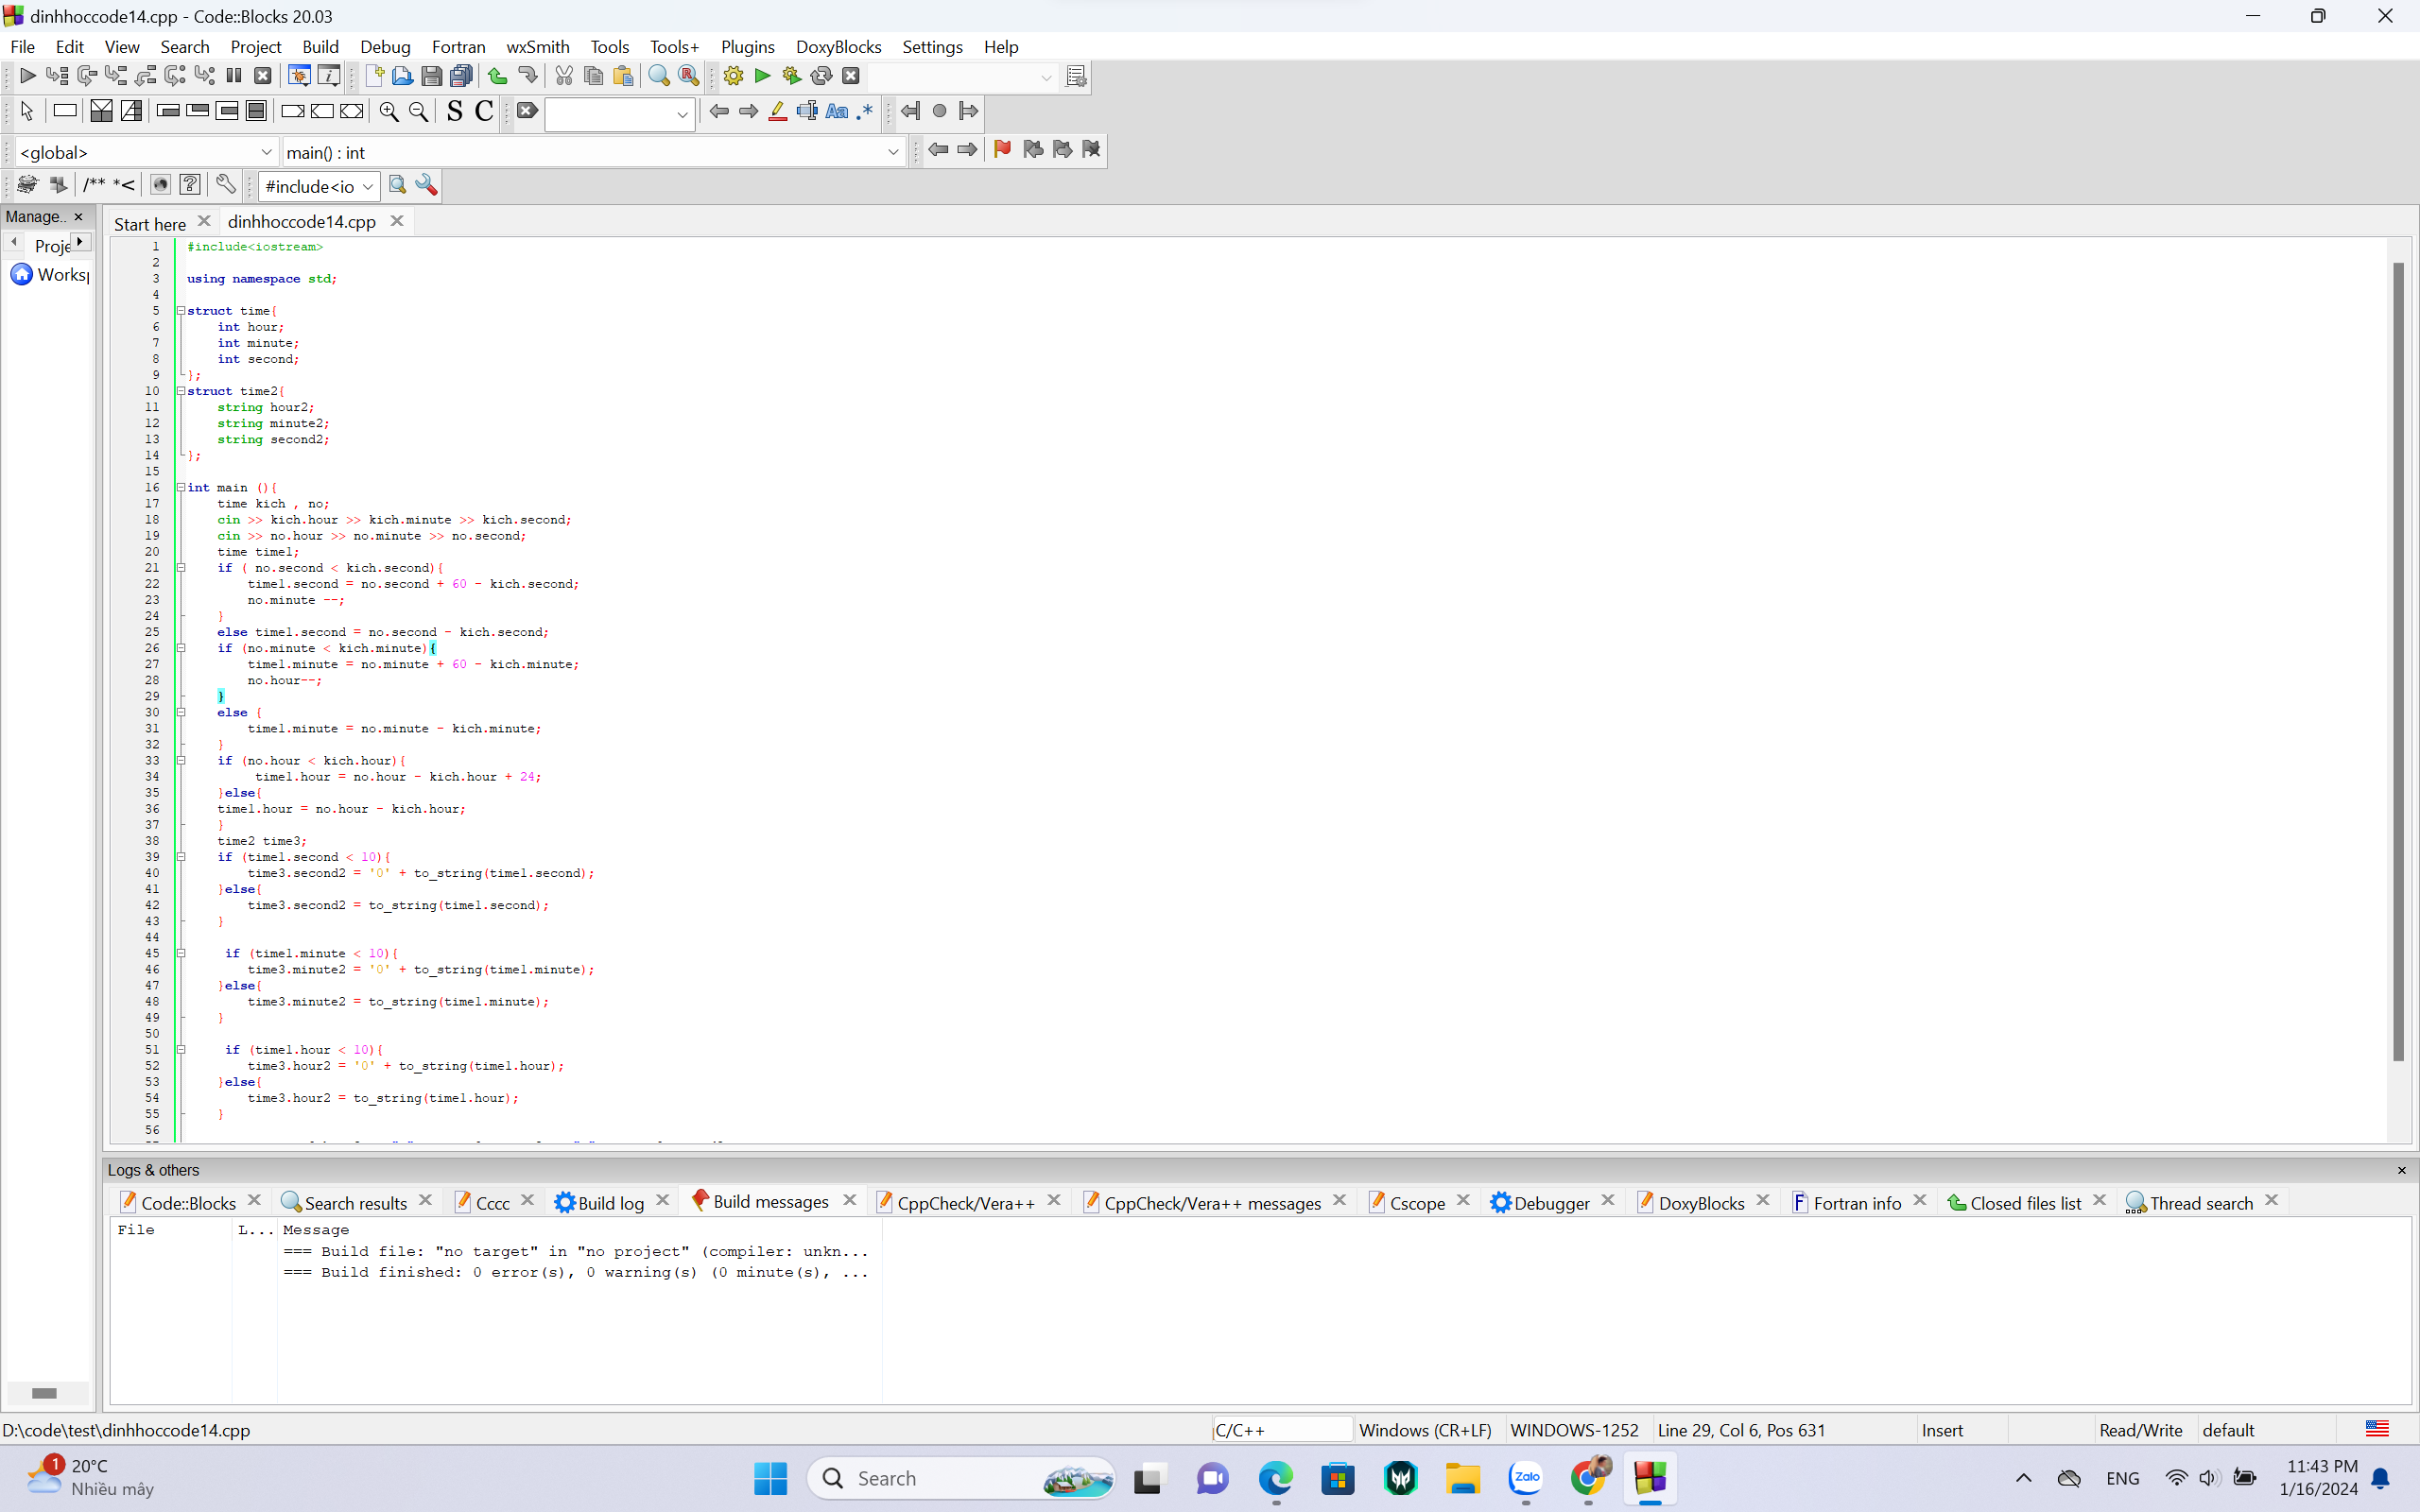 dinhhoccode14.cpp - Code::Blocks 20.03
File Edit View Search Project Build Debug Fortran wxSmith Tools Tools+ Plugins DoxyBlocks Settings Help
S C Aa .*
<global> main() : int
/** *< #include<io
Manage.. Start here dinhhoccode14.cpp
Proje
Worksp
1 #include<iostream>
2
3 using namespace std;
4
5 struct time{
6 int hour;
7 int minute;
8 int second;
9 };
10 struct time2{
11 string hour2;
12 string minute2;
13 string second2;
14 };
15
16 int main (){
17 time kich , no;
18 cin >> kich.hour >> kich.minute >> kich.second;
19 cin >> no.hour >> no.minute >> no.second;
20 time time1;
21 if ( no.second < kich.second){
22 time1.second = no.second + 60 - kich.second;
23 no.minute --;
24 }
25 else time1.second = no.second - kich.second;
26 if (no.minute < kich.minute){
27 time1.minute = no.minute + 60 - kich.minute;
28 no.hour--;
29 }
30 else {
31 time1.minute = no.minute - kich.minute;
32 }
33 if (no.hour < kich.hour){
34 time1.hour = no.hour - kich.hour + 24;
35 }else{
36 time1.hour = no.hour - kich.hour;
37 }
38 time2 time3;
39 if (time1.second < 10){
40 time3.second2 = '0' + to_string(time1.second);
41 }else{
42 time3.second2 = to_string(time1.second);
43 }
44
45 if (time1.minute < 10){
46 time3.minute2 = '0' + to_string(time1.minute);
47 }else{
48 time3.minute2 = to_string(time1.minute);
49 }
50
51 if (time1.hour < 10){
52 time3.hour2 = '0' + to_string(time1.hour);
53 }else{
54 time3.hour2 = to_string(time1.hour);
55 }
56
Logs & others
Code::Blocks Search results Cccc Build log Build messages CppCheck/Vera++ CppCheck/Vera++ messages Cscope Debugger DoxyBlocks Fortran info Closed files list Thread search
File L... Message
=== Build file: "no target" in "no project" (compiler: unkn...
=== Build finished: 0 error(s), 0 warning(s) (0 minute(s), ...
D:\code\test\dinhhoccode14.cpp C/C++ Windows (CR+LF) WINDOWS-1252 Line 29, Col 6, Pos 631 Insert Read/Write default
1 20°C
Nhiều mây
Search
Zalo
ENG
11:43 PM
1/16/2024